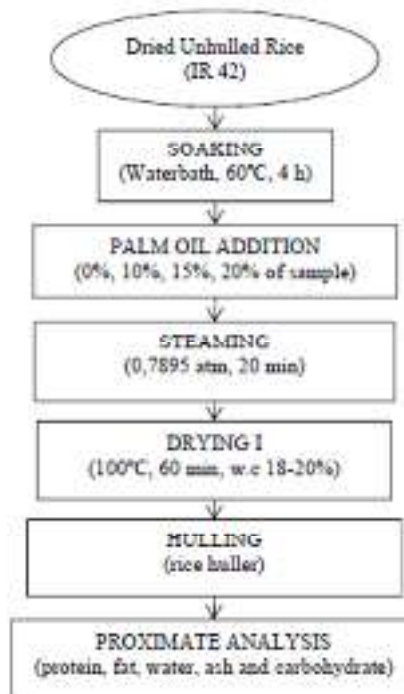 Dried Unhulled Rice
(IR 42)
SOAKING
(Waterbath, 60℃, 4 h)
PALM OIL ADDITION
(0%, 10%, 15%, 20% of sample)
STEAMING
(0,7895 atm, 20 min)
DRYING I
(100℃, 60 min, w.c 18-20%)
HULLING
(rice huller)
PROXIMATE ANALYSIS
(protein, fat, water, ash and carbohydrate)